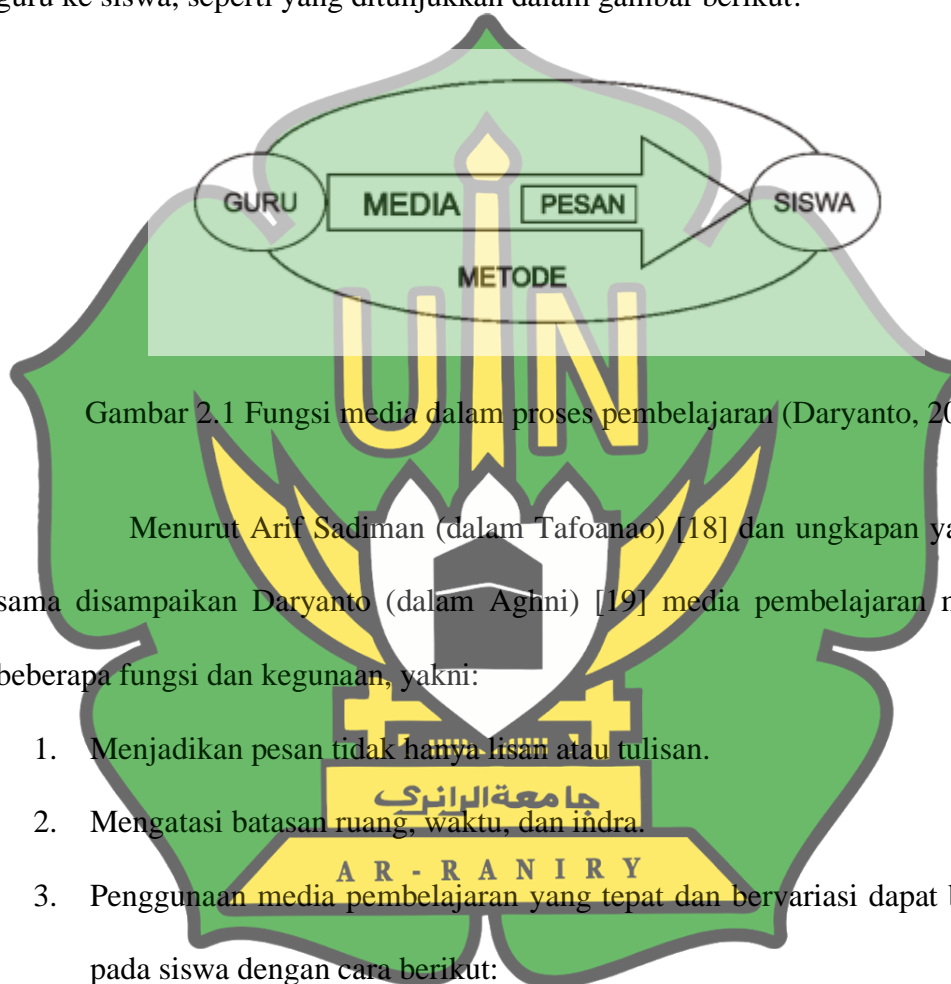 guru ke siswa, seperti yang ditunjukkan dalam gambar berikut:
GURU MEDIA PESAN SISWA
METODE
UIN
Gambar 2.1 Fungsi media dalam proses pembelajaran (Daryanto,
Menurut Arif Sadiman (dalam Tafoanao) [18] dan ungkapan
sama disampaikan Daryanto (dalam Aghni) [19] media pembelajaran
beberapa fungsi dan kegunaan, yakni:
1. Menjadikan pesan tidak hanya lisan atau tulisan.
جامعة الرانري
2. Mengatasi batasan ruang, waktu, dan indra.
AR-RANIRY
3. Penggunaan media pembelajaran yang tepat dan bervariasi dapat
pada siswa dengan cara berikut: